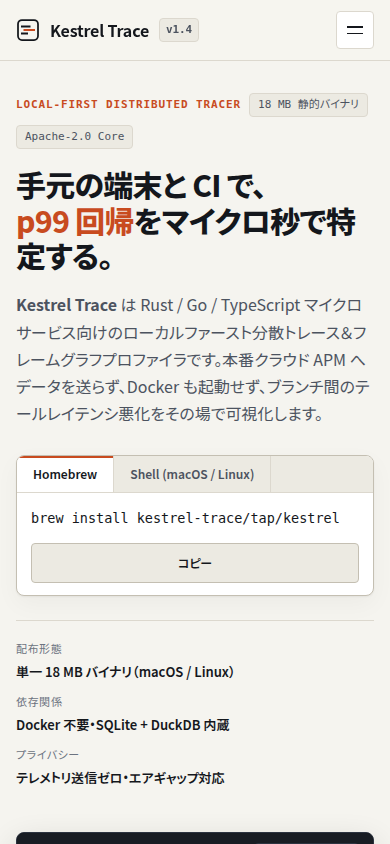 Kestrel Trace v1.4
LOCAL-FIRST DISTRIBUTED TRACER 18 MB 静的バイナリ
Apache-2.0 Core
手元の端末と CI で、
p99 回帰をマイクロ秒で特
定する。
Kestrel Trace は Rust / Go / TypeScript マイクロ
サービス向けのローカルファースト分散トレース＆フ
レームグラフプロファイラです。本番クラウド APM へ
データを送らず、Docker も起動せず、ブランチ間のテ
ールレイテンシ悪化をその場で可視化します。
Homebrew Shell (macOS / Linux)
brew install kestrel-trace/tap/kestrel
コピー
配布形態
単一 18 MB バイナリ（macOS / Linux）
依存関係
Docker 不要・SQLite + DuckDB 内蔵
プライバシー
テレメトリ送信ゼロ・エアギャップ対応